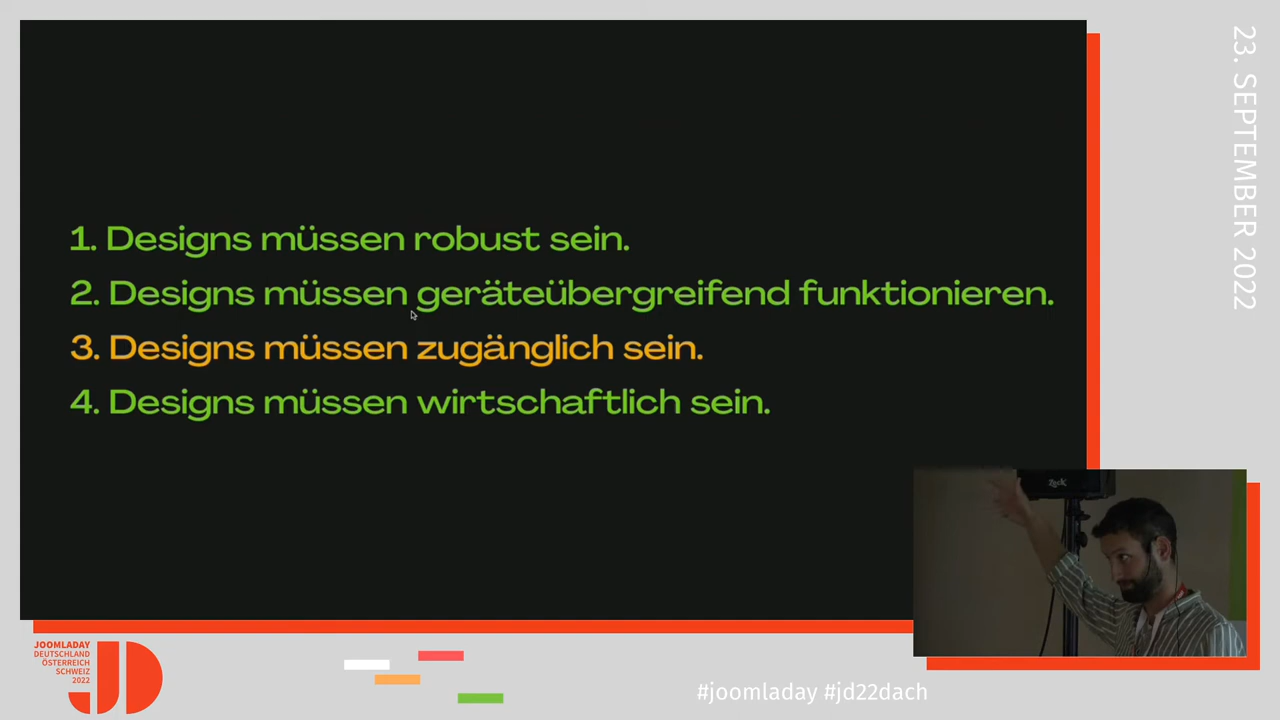 1. Designs müssen robust sein.
2. Designs müssen geräteübergreifend funktionieren.
3. Designs müssen zugänglich sein.
4. Designs müssen wirtschaftlich sein.
23. SEPTEMBER 2022
JOOMLADAY
DEUTSCHLAND
ÖSTERREICH
SCHWEIZ
2022
JD
#joomladay #jd22dach